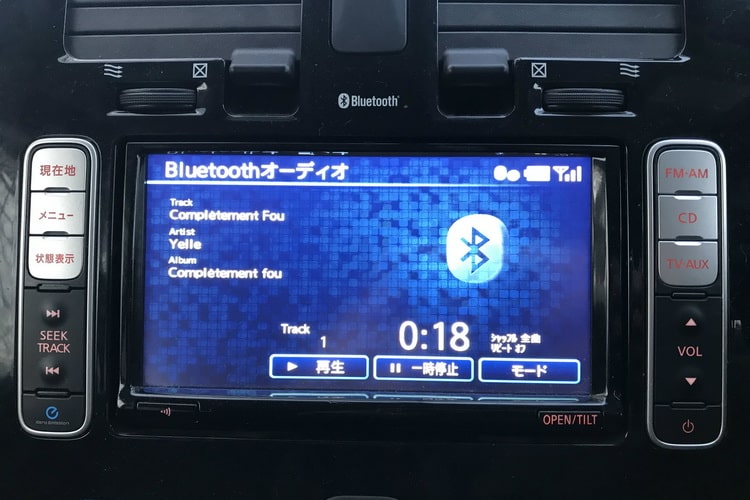 Bluetooth
現在地
メニュー
状態表示
SEEK
TRACK
Bluetoothオーディオ
Track
Complètement Fou
Artist
Yelle
Album
Complètement fou
Track
1
0:18
シャッフル 全曲
リピート オフ
再生
一時停止
モード
OPEN/TILT
FM・AM
CD
TV・AUX
VOL